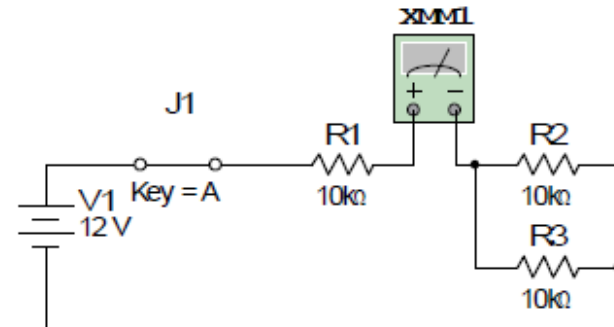 XMM1
J1
R1
R2
Key = A
10kΩ
10kΩ
V1
12 V
R3
10kΩ